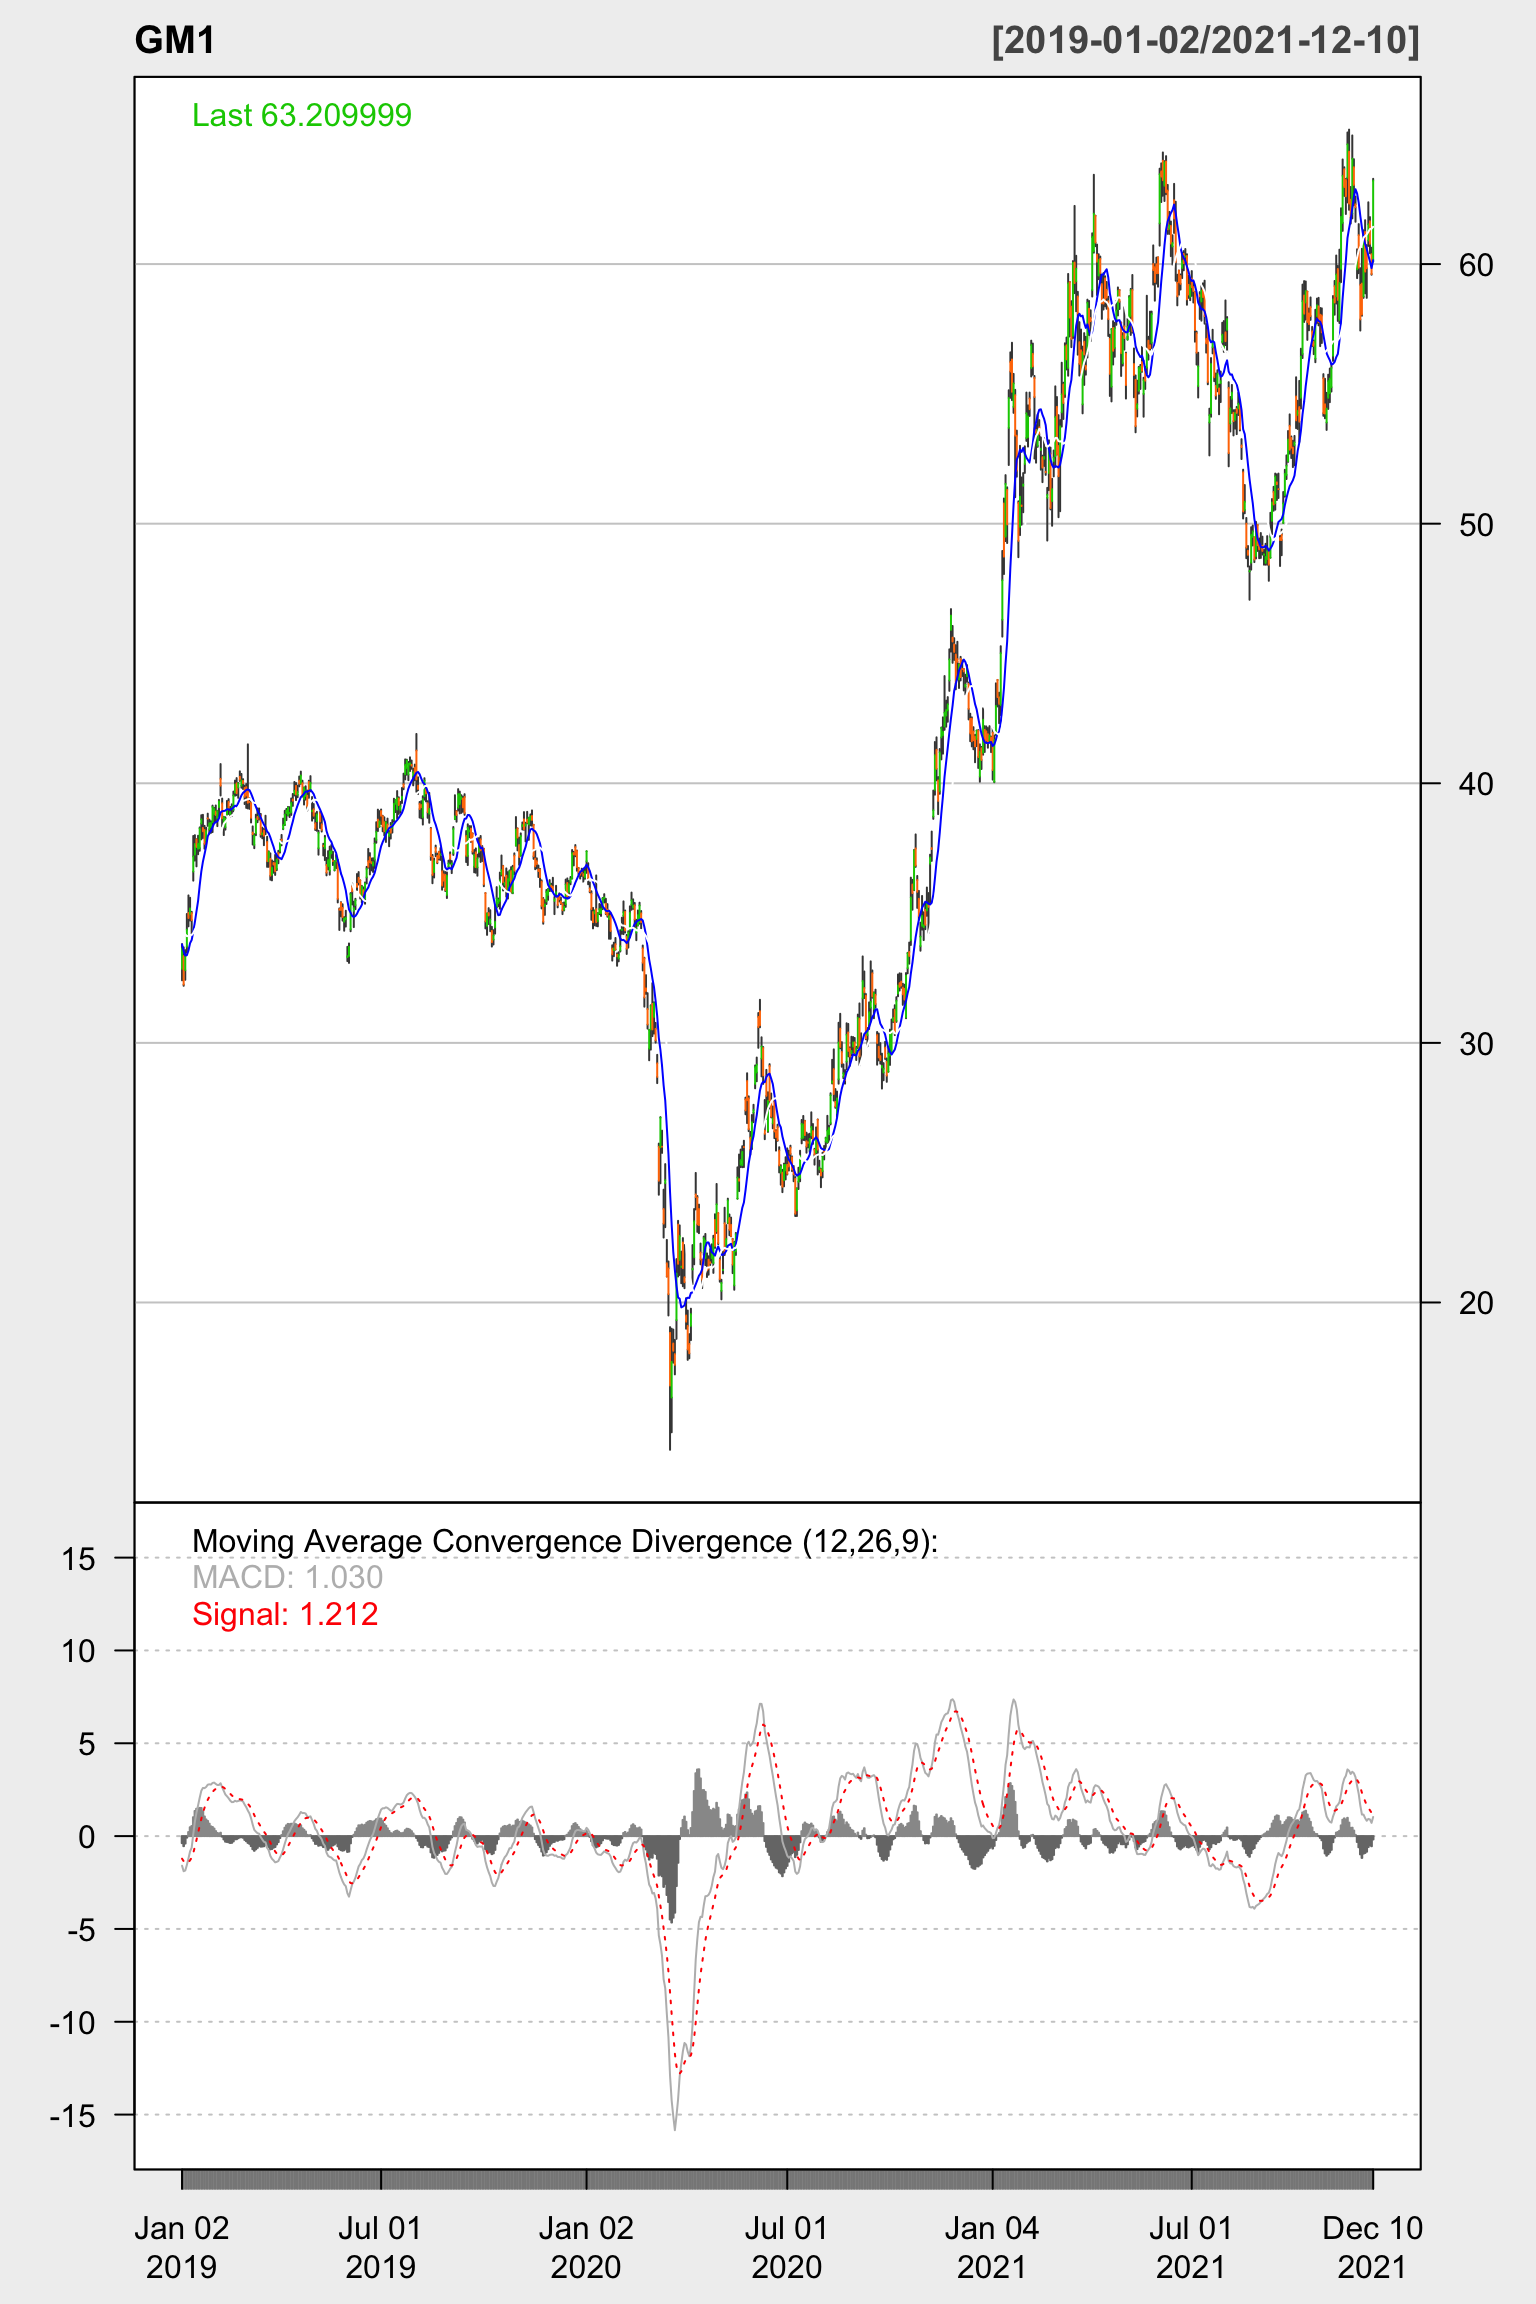 GM1
[2019-01-02/2021-12-10]
Last 63.209999
60
50
40
30
20
Moving Average Convergence Divergence (12,26,9):
MACD: 1.030
Signal: 1.212
15
10
5
0
-5
-10
-15
Jan 02 Jul 01 Jan 02 Jul 01 Jan 04 Jul 01 Dec 10
2019 2019 2020 2020 2021 2021 2021